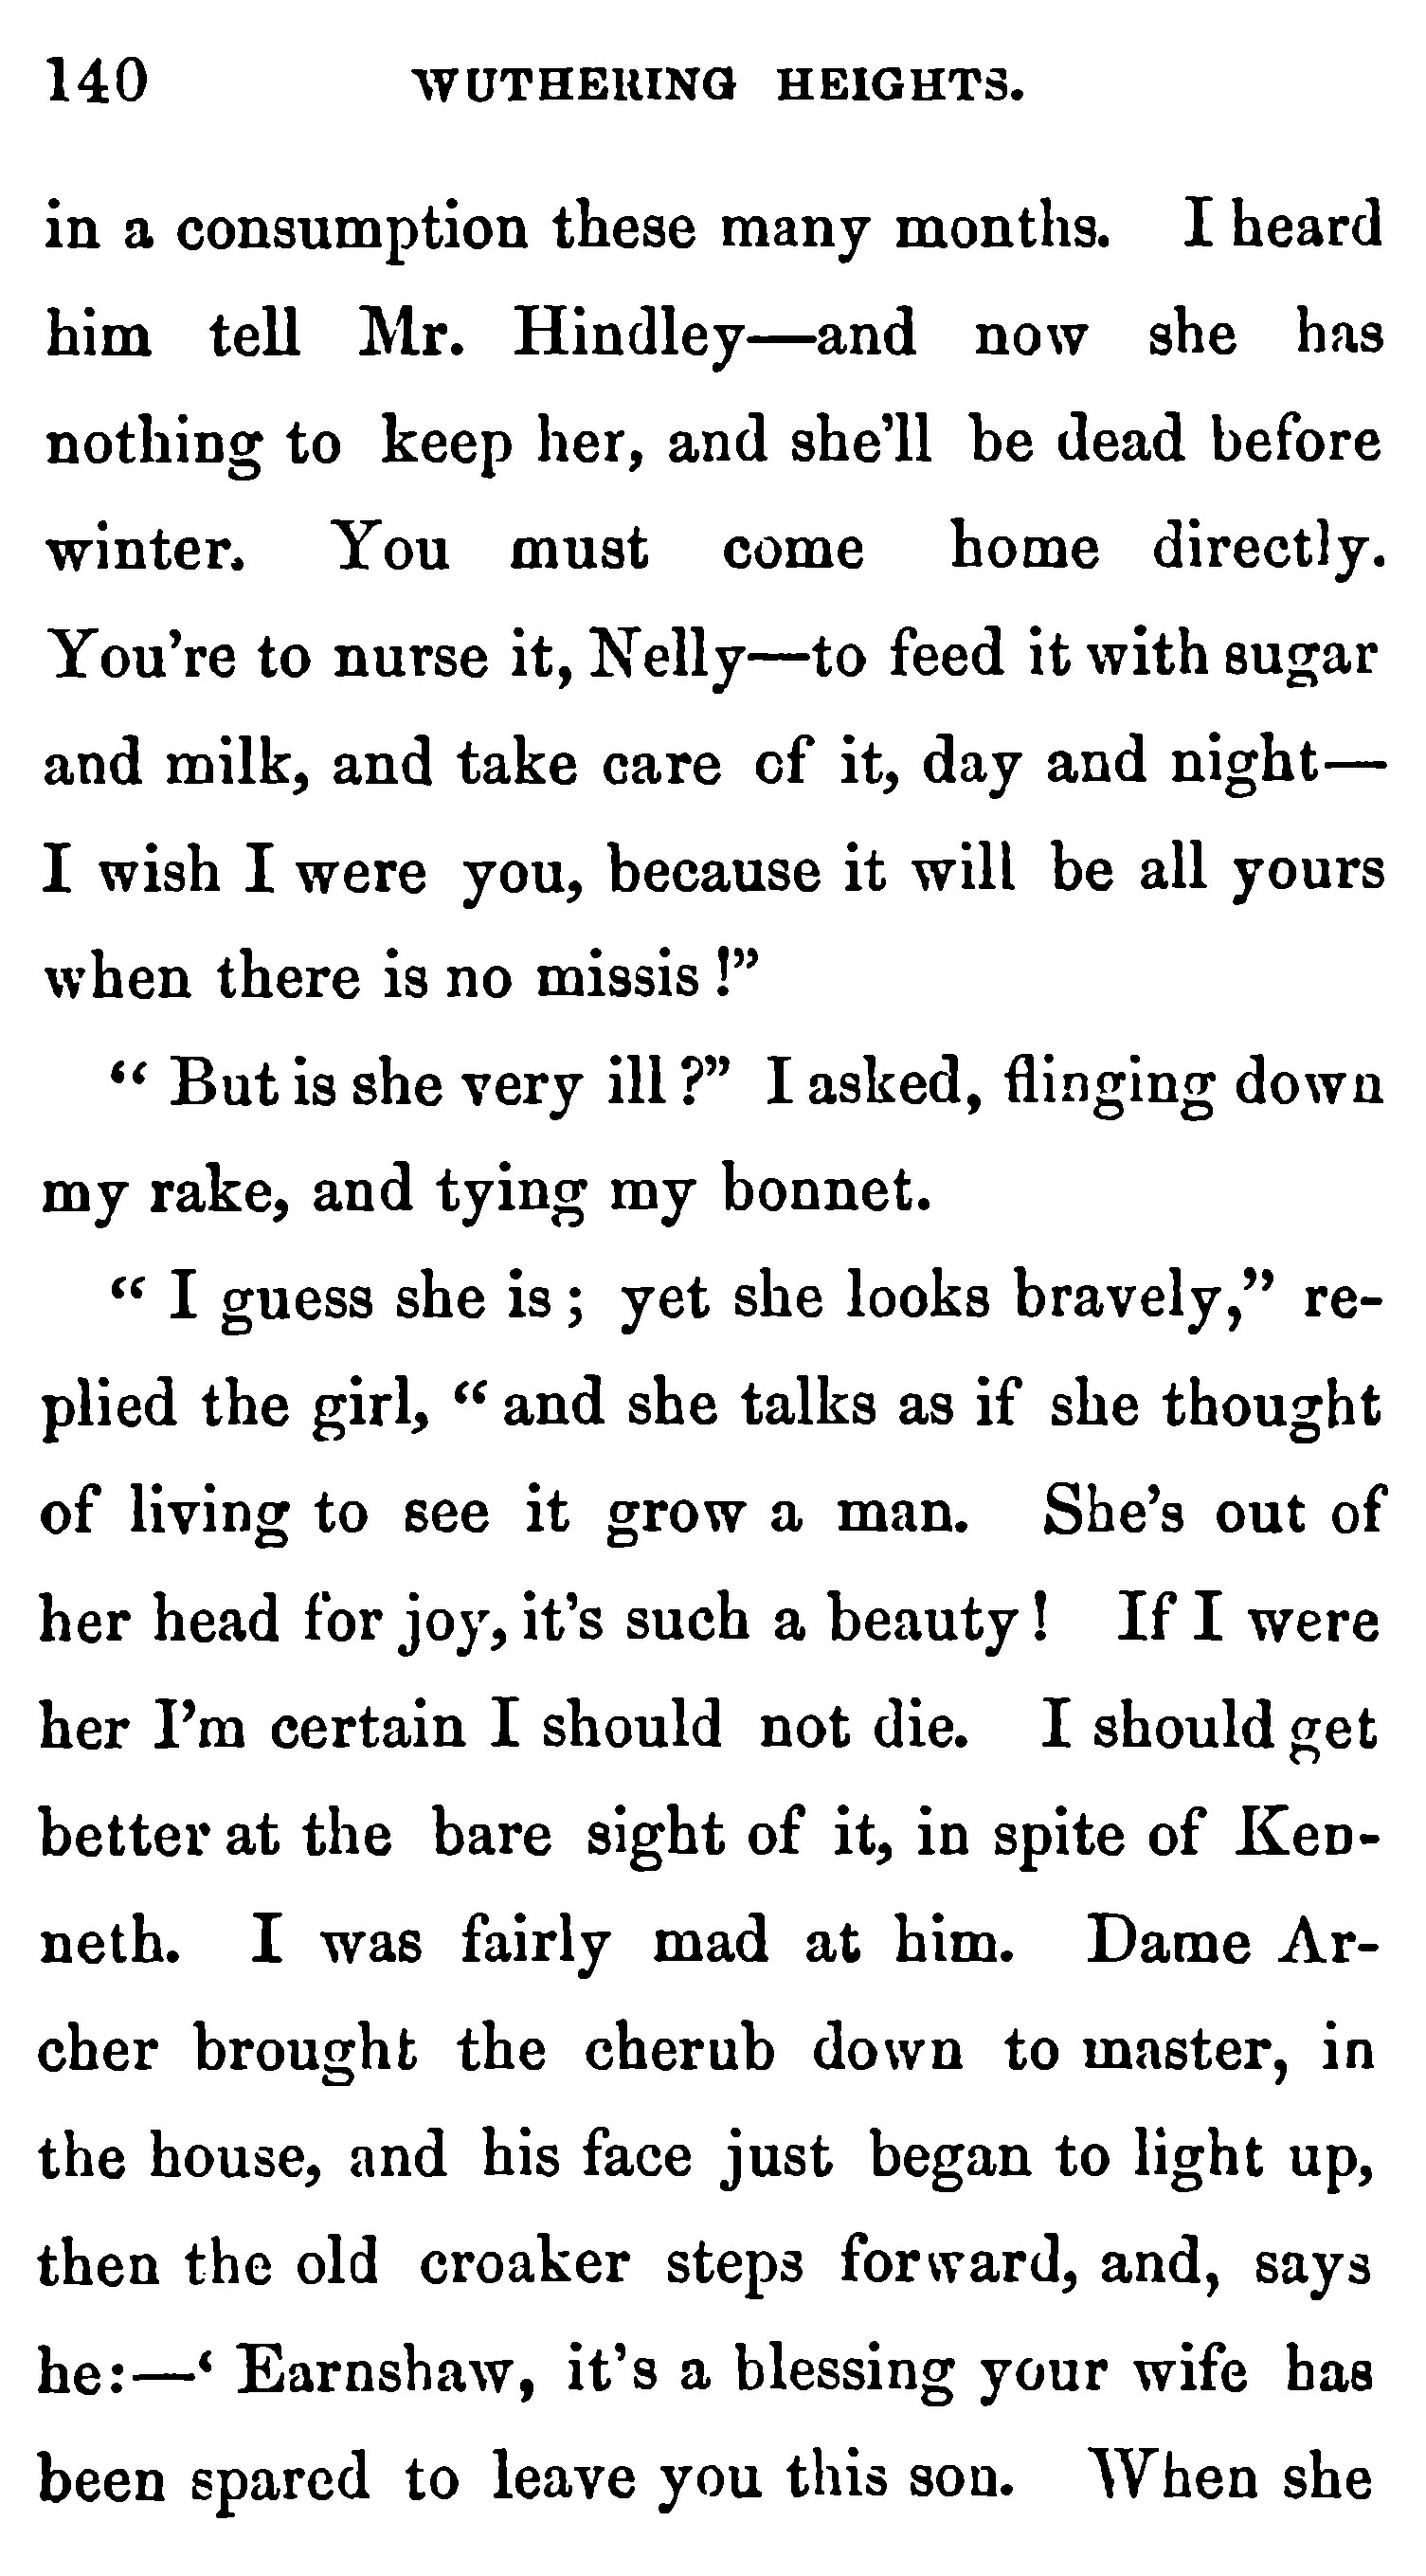 140 WUTHERING HEIGHTS.
in a consumption these many months. I heard
him tell Mr. Hindley—and now she has
nothing to keep her, and she'll be dead before
winter. You must come home directly.
You're to nurse it, Nelly—to feed it with sugar
and milk, and take care of it, day and night—
I wish I were you, because it will be all yours
when there is no missis!”
“ But is she very ill?” I asked, flinging down
my rake, and tying my bonnet.
“ I guess she is; yet she looks bravely,” re-
plied the girl, “ and she talks as if she thought
of living to see it grow a man. She's out of
her head for joy, it's such a beauty! If I were
her I'm certain I should not die. I should get
better at the bare sight of it, in spite of Ken-
neth. I was fairly mad at him. Dame Ar-
cher brought the cherub down to master, in
the house, and his face just began to light up,
then the old croaker steps forward, and, says
he:—‘ Earnshaw, it's a blessing your wife has
been spared to leave you this son. When she